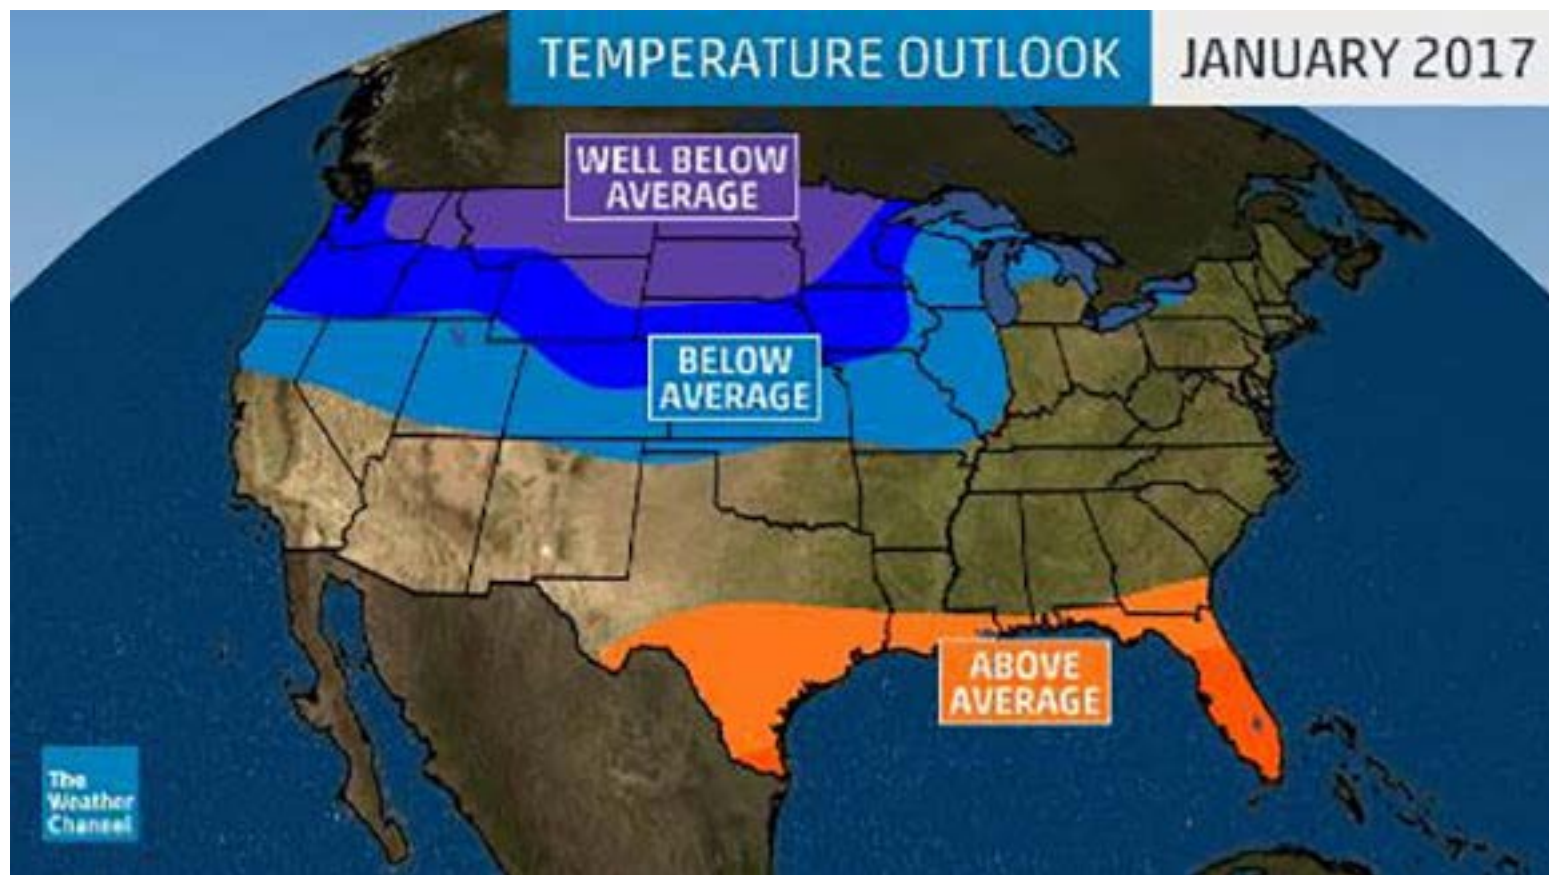 TEMPERATURE OUTLOOK
JANUARY 2017
WELL BELOW
AVERAGE
BELOW
AVERAGE
ABOVE
AVERAGE
The
Weather
Channel